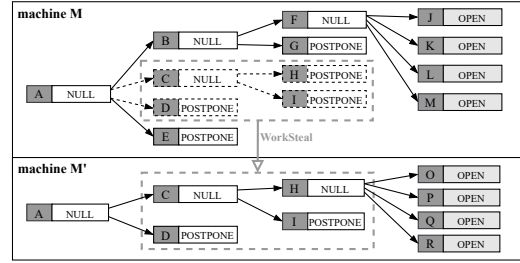 machine M
A NULL
B NULL
C NULL
D POSTPONE
E POSTPONE
F NULL
G POSTPONE
H POSTPONE
I POSTPONE
J OPEN
K OPEN
L OPEN
M OPEN
WorkSteal
machine M'
A NULL
C NULL
D POSTPONE
H NULL
I POSTPONE
O OPEN
P OPEN
Q OPEN
R OPEN